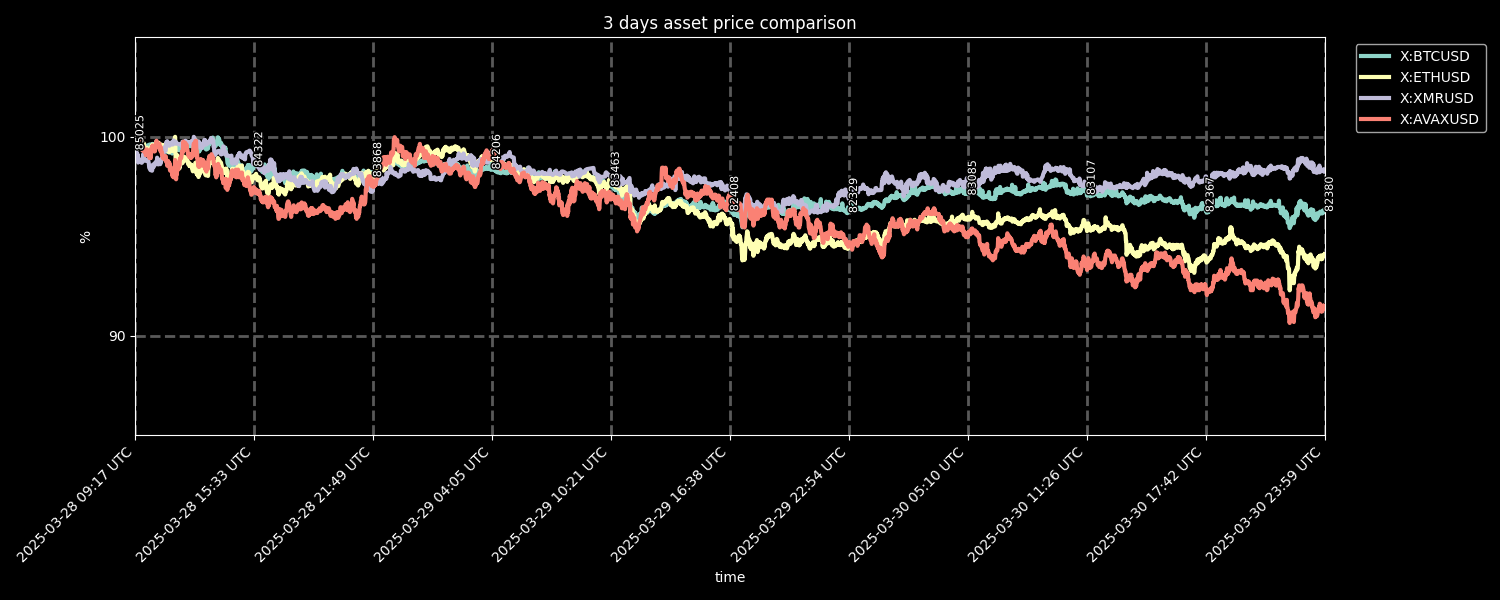 3 days asset price comparison
X:BTCUSD
X:ETHUSD
X:XMRUSD
X:AVAXUSD
100
90
%
85025
84322
83868
84206
83463
82408
82329
83085
83107
82367
82380
2025-03-28 09:17 UTC
2025-03-28 15:33 UTC
2025-03-28 21:49 UTC
2025-03-29 04:05 UTC
2025-03-29 10:21 UTC
2025-03-29 16:38 UTC
2025-03-29 22:54 UTC
2025-03-30 05:10 UTC
2025-03-30 11:26 UTC
2025-03-30 17:42 UTC
2025-03-30 23:59 UTC
time